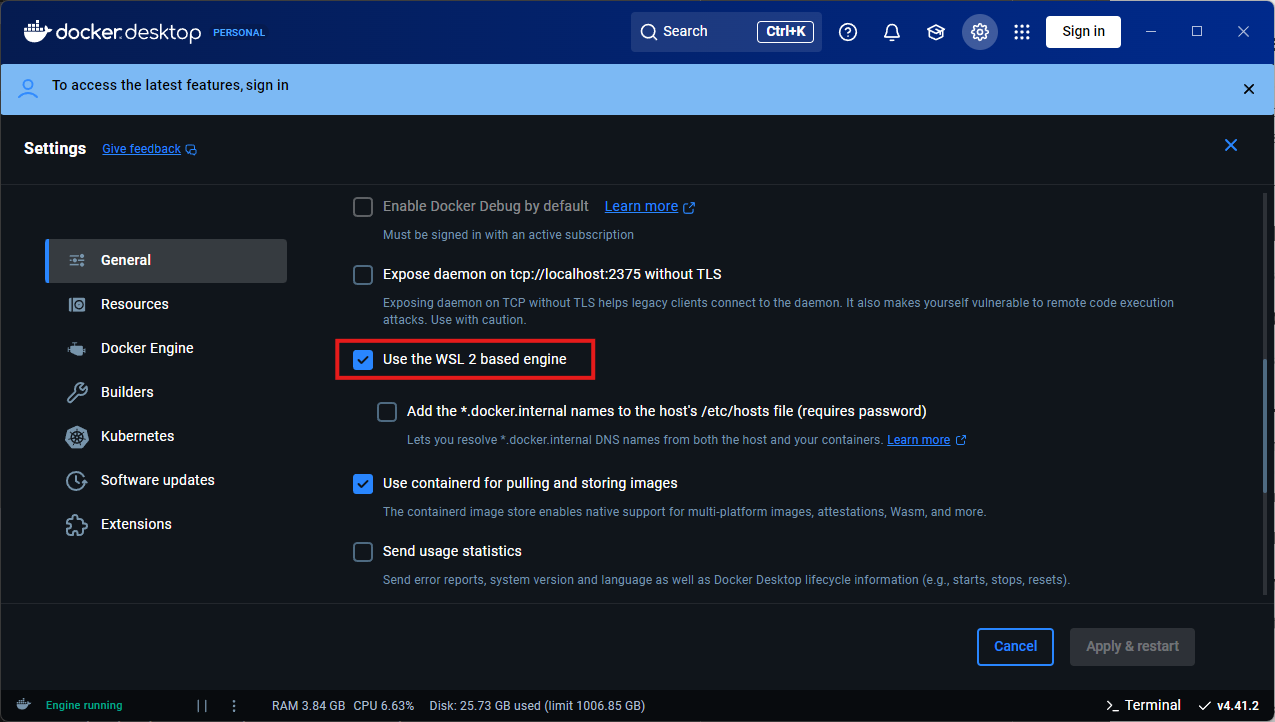 docker.desktop PERSONAL
Search Ctrl+K
Sign in
To access the latest features, sign in
Settings Give feedback
General
Resources
Docker Engine
Builders
Kubernetes
Software updates
Extensions
Enable Docker Debug by default Learn more
Must be signed in with an active subscription
Expose daemon on tcp://localhost:2375 without TLS
Exposing daemon on TCP without TLS helps legacy clients connect to the daemon. It also makes yourself vulnerable to remote code execution
attacks. Use with caution.
Use the WSL 2 based engine
Add the *.docker.internal names to the host's /etc/hosts file (requires password)
Lets you resolve *.docker.internal DNS names from both the host and your containers. Learn more
Use containerd for pulling and storing images
The containerd image store enables native support for multi-platform images, attestations, Wasm, and more.
Send usage statistics
Send error reports, system version and language as well as Docker Desktop lifecycle information (e.g., starts, stops, resets).
Cancel
Apply & restart
Engine running
RAM 3.84 GB CPU 6.63% Disk: 25.73 GB used (limit 1006.85 GB)
Terminal
v4.41.2